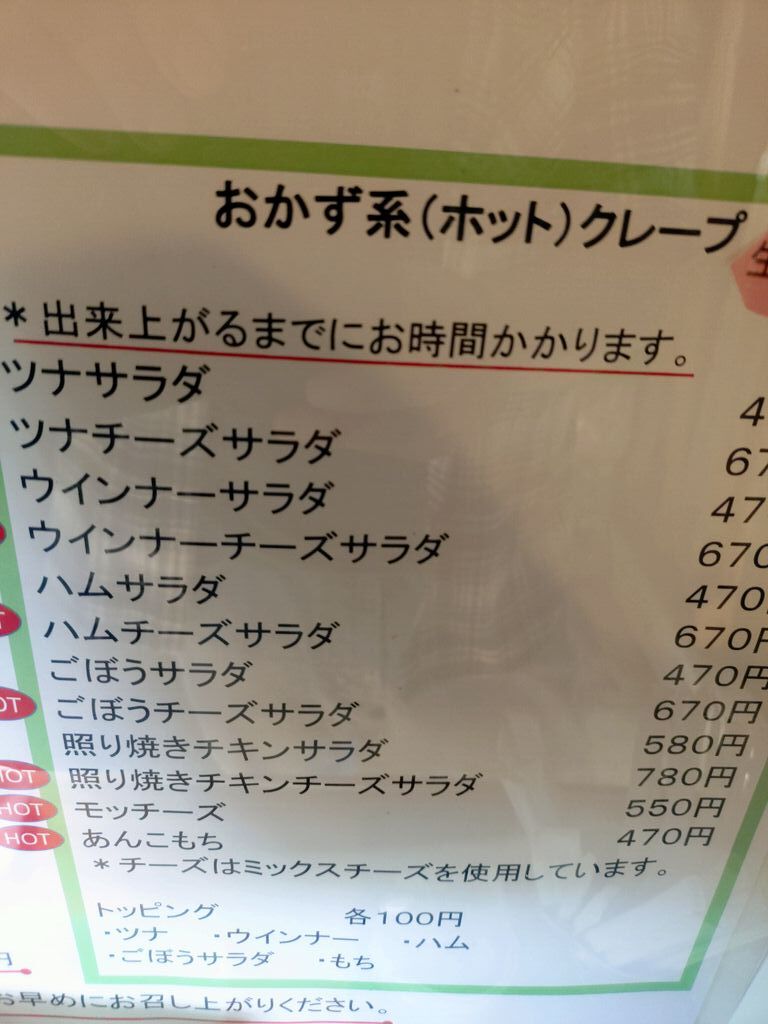 おかず系(ホット)クレープ
生
*出来上がるまでにお時間かかります。
ツナサラダ 4
ツナチーズサラダ 67
ウインナーサラダ 47
ウインナーチーズサラダ 670
ハムサラダ 470
ハムチーズサラダ 670円
ごぼうサラダ 470円
OT ごぼうチーズサラダ 670円
照り焼きチキンサラダ 580円
HOT 照り焼きチキンチーズサラダ 780円
HOT モッチーズ 550円
HOT あんこもち 470円
*チーズはミックスチーズを使用しています。
トッピング 各100円
・ツナ ・ウインナー ・ハム
・ごぼうサラダ ・もち
円
お早めにお召し上がりください。